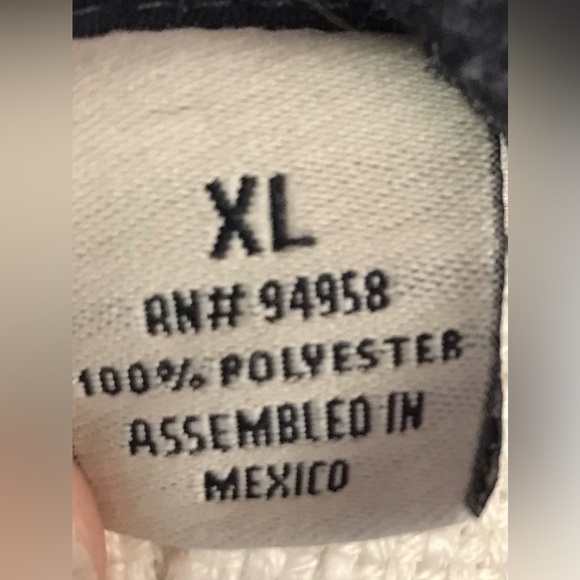 XL
RN# 94958
100% POLYESTER
ASSEMBLED IN
MEXICO